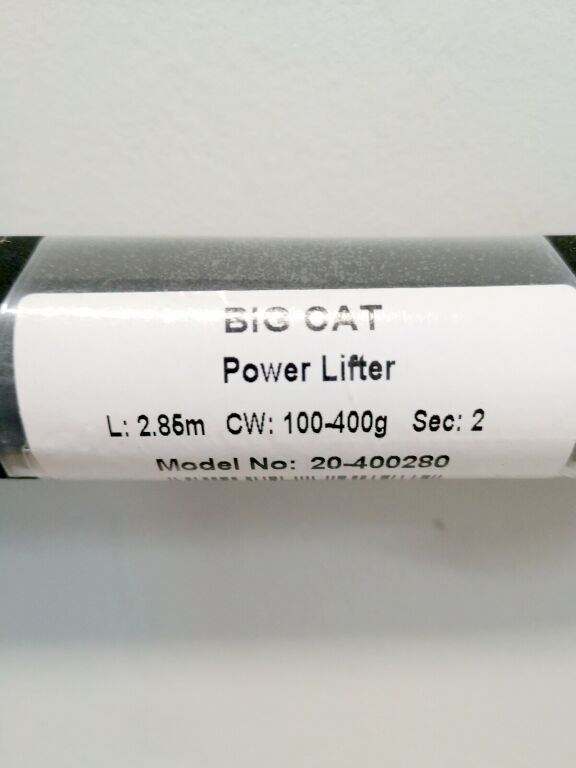 BIG CAT
Power Lifter
L: 2.85m CW: 100-400g Sec: 2
Model No: 20-400280